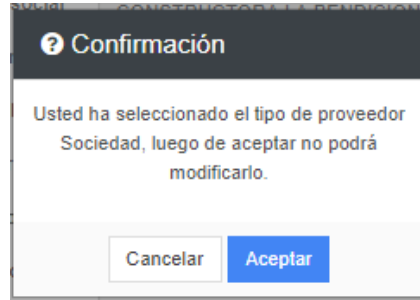 Confirmación
Usted ha seleccionado el tipo de proveedor
Sociedad, luego de aceptar no podrá
modificarlo.
Cancelar
Aceptar